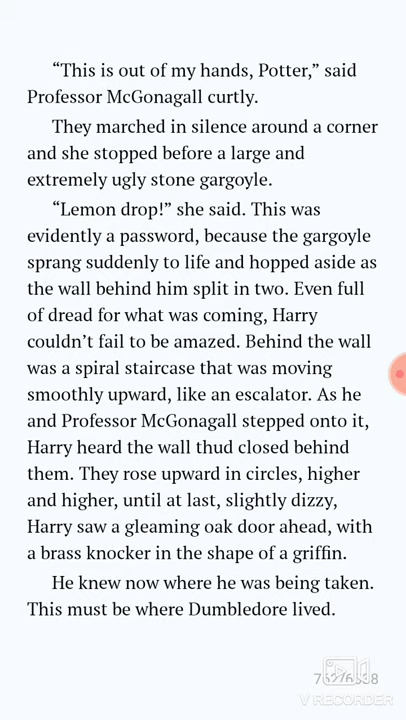 “This is out of my hands, Potter,” said
Professor McGonagall curtly.
They marched in silence around a corner
and she stopped before a large and
extremely ugly stone gargoyle.
“Lemon drop!” she said. This was
evidently a password, because the gargoyle
sprang suddenly to life and hopped aside as
the wall behind him split in two. Even full
of dread for what was coming, Harry
couldn’t fail to be amazed. Behind the wall
was a spiral staircase that was moving
smoothly upward, like an escalator. As he
and Professor McGonagall stepped onto it,
Harry heard the wall thud closed behind
them. They rose upward in circles, higher
and higher, until at last, slightly dizzy,
Harry saw a gleaming oak door ahead, with
a brass knocker in the shape of a griffin.
He knew now where he was being taken.
This must be where Dumbledore lived.
V RECORDER